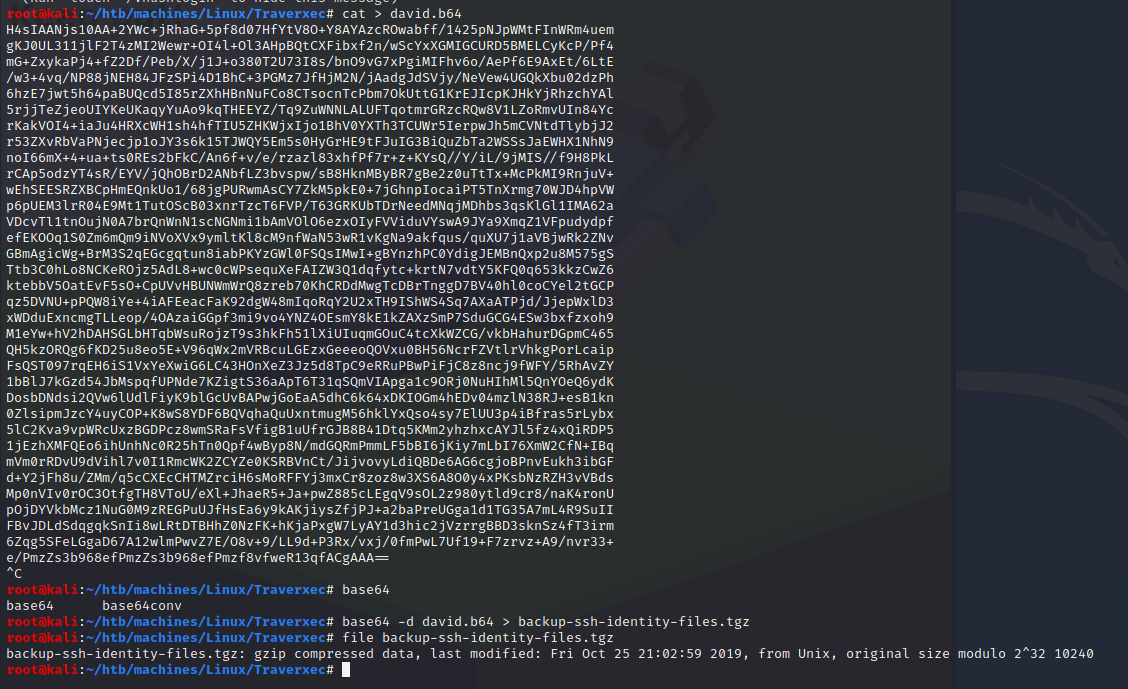 root@kali:~/htb/machines/Linux/Traverxec# cat > david.b64
H4sIAANjs10AA+2YWc+jRhaG+5pf8d07HfYtV8O+Y8AYAzcROwabff/1425pNJpWMtFInWRm4uem
gKJ0UL311jlF2T4zMI2Wewr+OI4l+Ol3AHpBQtCXFibxf2n/wScYxXGMIGCURD5BMELCyKcP/Pf4
mG+ZxykaPj4+fZ2Df/Peb/X/j1J+o380T2U73I8s/bnO9vG7xPgiMIFhv6o/AePf6E9AxEt/6LtE
/w3+4vq/NP88jNEH84JFzSPi4D1BhC+3PGMz7JfHjM2N/jAadgJdSVjy/NeVew4UGQkXbu02dzPh
6hzE7jwt5h64paBUQcd5I85rZXhHBnNuFCo8CTsocnTcPbm7OkUttG1KrEJIcpKJHkYjRhzchYAl
5rjjTeZjeoUIYKeUKaqyYuAo9kqTHEEYZ/Tq9ZuWNNLALUFTqotmrGRzcRQw8V1LZoRmvUIn84Yc
rKakVOI4+iaJu4HRXcWH1sh4hfTIU5ZHKWjxIjo1BhV0YXTh3TCUWr5IerpwJh5mCVNtdTlybjJ2
r53ZXvRbVaPNjecjp1oJY3s6k15TJWQY5Em5s0HyGrHE9tFJuIG3BiQuZbTa2WSSsJaEWHX1NhN9
noI66mX+4+ua+ts0REs2bFkC/An6f+v/e/rzazl83xhfPf7r+z+KYsQ//Y/iL/9jMIS//f9H8PkL
rCAp5odzYT4sR/EYV/jQhOBrD2ANbfLZ3bvspw/sB8HknMByBR7gBe2z0uTtTx+McPkMI9RnjuV+
wEhSEESRZXBCpHmEQnkUo1/68jgPURwmAsCY7ZkM5pkE0+7jGhnpIocaiPT5TnXrmg70WJD4hpVW
p6pUEM3lrR04E9Mt1TutOScB03xnrTzcT6FVP/T63GRKUbTDrNeedMNqjMDhbs3qsKlGl1IMA62a
VDcvTl1tnOujN0A7brQnWnN1scNGNmi1bAmVOlO6ezxOIyFVViduVYswA9JYa9XmqZ1VFpudydpf
efEKOOq1S0Zm6mQm9iNVoXVx9ymltKl8cM9nfWaN53wR1vKgNa9akfqus/quXU7j1aVBjwRk2ZNv
GBmAgicWg+BrM3S2qEGcgqtun8iabPKYzGWl0FSQsIMwI+gBYnzhPC0YdigJEMBnQxp2u8M575gS
Ttb3C0hLo8NCKeROjz5AdL8+wc0cWPsequXeFAIZW3Q1dqfytc+krtN7vdtY5KFQ0q653kkzCwZ6
ktebbV5OatEvF5sO+CpUVvHBUNWmWrQ8zreb70KhCRDdMwgTcDBrTnggD7BV40hl0coCYel2tGCP
qz5DVNU+pPQW8iYe+4iAFEeacFaK92dgW48mIqoRqY2U2xTH9IShWS4Sq7AXaATPjd/JjepWxlD3
xWDduExncmgTLLeop/4OAzaiGGpf3mi9vo4YNZ4OEsmY8kE1kZAXzSmP7SduGCG4ESw3bxfzxoh9
M1eYw+hV2hDAHSGLbHTqbWsuRojzT9s3hkFh51lXiUIuqmGOuC4tcXkWZCG/vkbHahurDGpmC465
QH5kzORQg6fKD25u8eo5E+V96qWx2mVRBcuLGEzxGeeeoQOVxu0BH56NcrFZVtlrVhkgPorLcaip
FsQST097rqEH6iS1VxYeXwiG6LC43HOnXeZ3Jz5d8TpC9eRRuPBwPiFjC8z8ncj9fWFY/5RhAvZY
1bBlJ7kGzd54JbMspqfUPNde7KZigtS36aApT6T31qSQmVIApga1c9ORj0NuHIhMl5QnYOeQ6ydK
DosbDNdsi2QVw6lUdlFiyK9blGcUvBAPwjGoEaA5dhC6k64xDKIOGm4hEDv04mzlN38RJ+esB1kn
0ZlsipmJzcY4uyCOP+K8wS8YDF6BQVqhaQuUxntmugM56hklYxQso4sy7ElUU3p4iBfras5rLybx
5lC2Kva9vpWRcUxzBGDPcz8wmSRaFsVfigB1uUfrGJB8B41Dtq5KMm2yhzhxcAYJl5fz4xQiRDP5
1jEzhXMFQEo6ihUnhNc0R25hTn0Qpf4wByp8N/mdGQRmPmmLF5bBI6jKiy7mLbI76XmW2CfN+IBq
mVm0rRDvU9dVihl7v0I1RmcWK2ZCYZe0KSRBVnCt/JijvovyLdiQBDe6AG6cgjoBPnvEukh3ibGF
d+Y2jFh8u/ZMm/q5cCXEcCHTMZrciH6sMoRFFYj3mxCr8zoz8w3XS6A8O0y4xPKsbNzRZH3vVBds
Mp0nVIv0rOC3OtfgTH8VToU/eXl+JhaeR5+Ja+pwZ885cLEgqV9sOL2z980ytld9cr8/naK4ronU
pOjDYVkbMcz1NuG0M9zREGPuUJfHsEa6y9kAKjiysZfjPJ+a2baPreUGga1d1TG35A7mL4R9SuII
FBvJDLdSdqgqkSnIi8wLRtDTBHhZ0NzFK+hKjaPxgW7LyAY1d3hic2jVzrrgBBD3sknSz4fT3irm
6Zqg5SFeLGgaD67A12wlmPwvZ7E/O8v+9/LL9d+P3Rx/vxj/0fmPwL7Uf19+F7zrvz+A9/nvr33+
e/PmzZs3b968efPmzZs3b968efPmzf8vfweR13qfACgAAA==
^C
root@kali:~/htb/machines/Linux/Traverxec# base64
base64      base64conv
root@kali:~/htb/machines/Linux/Traverxec# base64 -d david.b64 > backup-ssh-identity-files.tgz
root@kali:~/htb/machines/Linux/Traverxec# file backup-ssh-identity-files.tgz
backup-ssh-identity-files.tgz: gzip compressed data, last modified: Fri Oct 25 21:02:59 2019, from Unix, original size modulo 2^32 10240
root@kali:~/htb/machines/Linux/Traverxec#